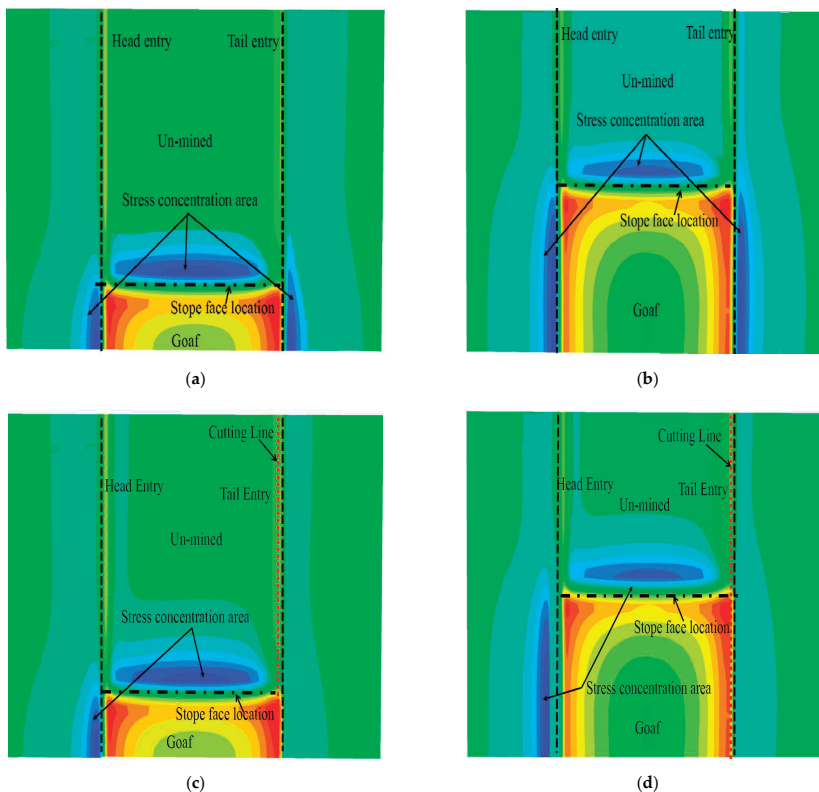 Head entry
Tail entry
Un-mined
Stress concentration area
Stope face location
Goaf
(a)
Head entry
Tail entry
Un-mined
Stress concentration area
Stope face location
Goaf
(b)
Cutting Line
Head Entry
Tail Entry
Un-mined
Stress concentration area
Stope face location
Goaf
(c)
Cutting Line
Head Entry
Tail Entry
Un-mined
Stope face location
Stress concentration area
Goaf
(d)